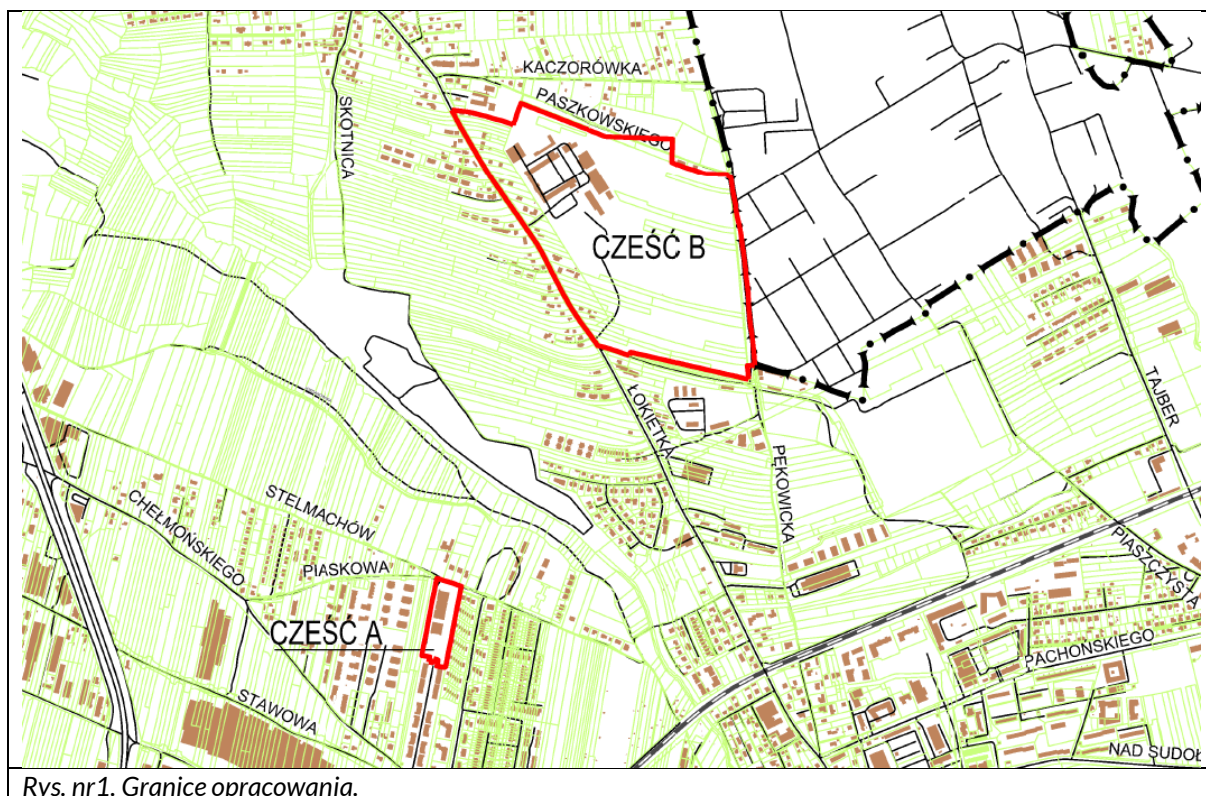 KACZORÓWKA
PASZKOWSKIEGO
SKOTNICA
CZEŚĆ B
TAJBER
ŁOKIETKA
PĘKOWICKA
STELMACHÓW
CHEŁMOŃSKIEGO
PIASKOWA
PIASZCZYSTA
CZEŚĆ A
PACHOŃSKIEGO
STAWOWA
NAD SUDOŁ
Rys. nr1. Granice opracowania.